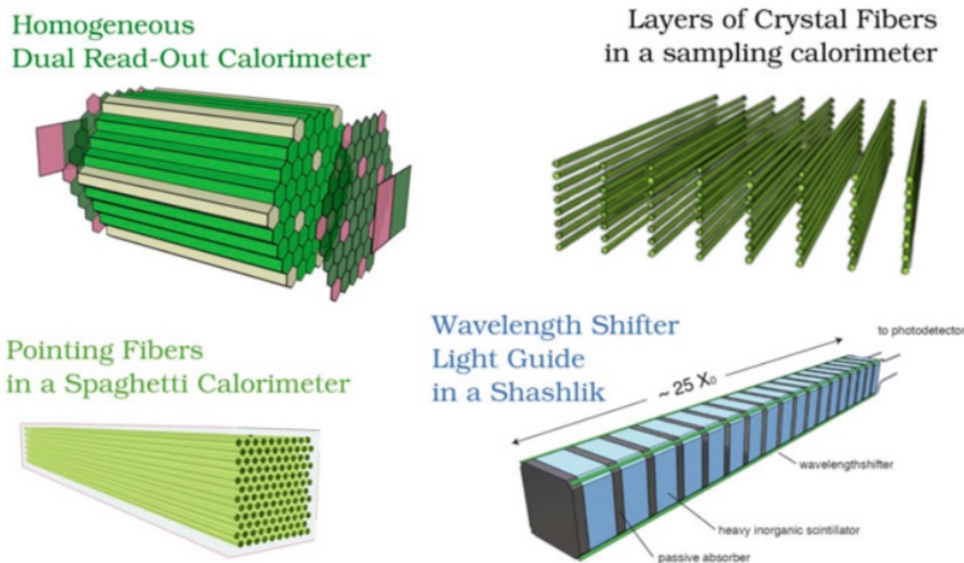 Homogeneous
Dual Read-Out Calorimeter
Layers of Crystal Fibers
in a sampling calorimeter
Pointing Fibers
in a Spaghetti Calorimeter
Wavelength Shifter
Light Guide
in a Shashlik
to photodetector
~ 25 X₀
wavelengthshifter
heavy inorganic scintillator
passive absorber